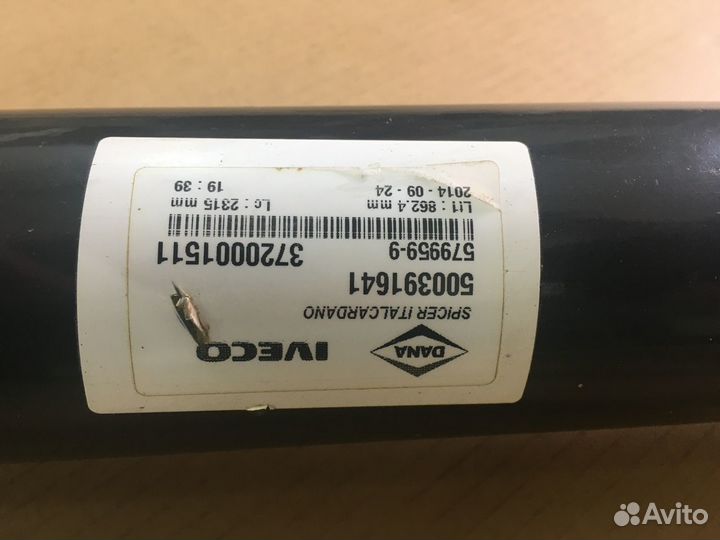 DANA IVECO
SPICER ITALCARDANO
500391641
579959-9 3720001511
Lt1 : 862.4 mm Lc : 2315 mm
2014 - 09 - 24 19 : 39
Avito